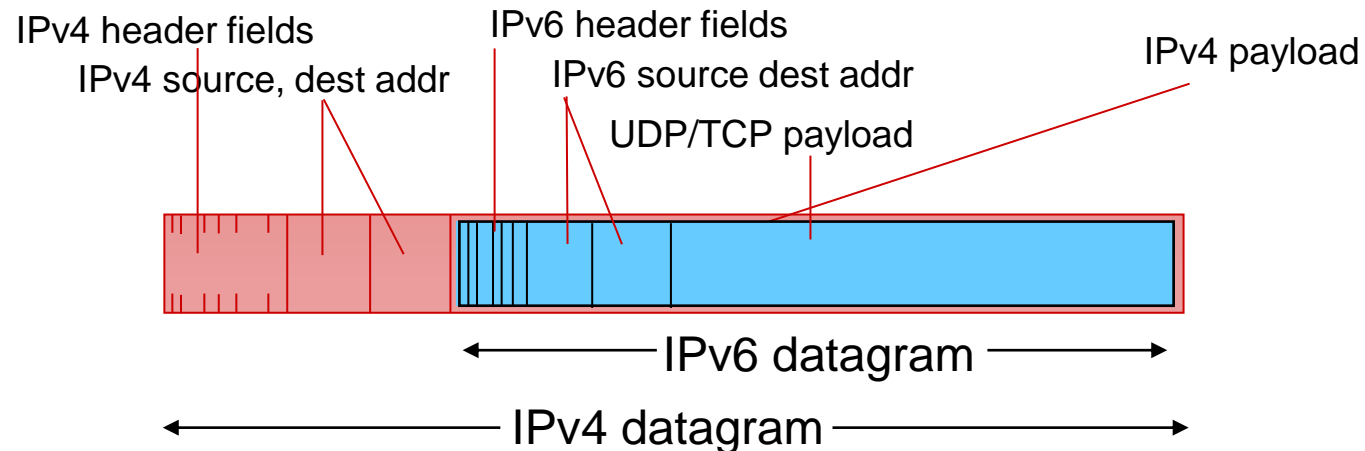 IPv4 header fields
IPv6 header fields
IPv4 payload
IPv4 source, dest addr
IPv6 source dest addr
UDP/TCP payload
IPv6 datagram
IPv4 datagram